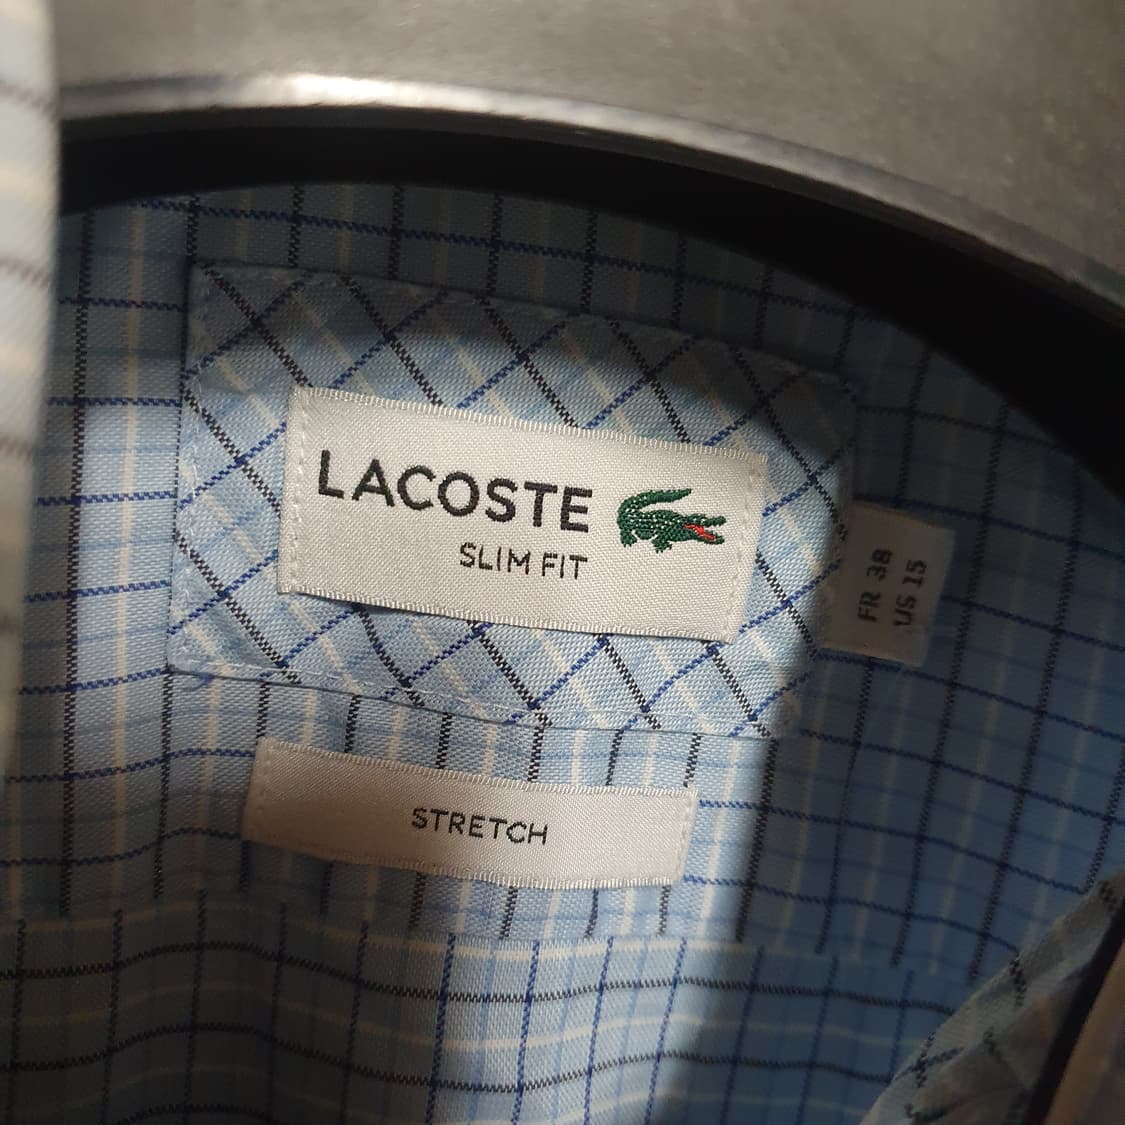 LACOSTE
SLIM FIT
FR 38
US 15
STRETCH